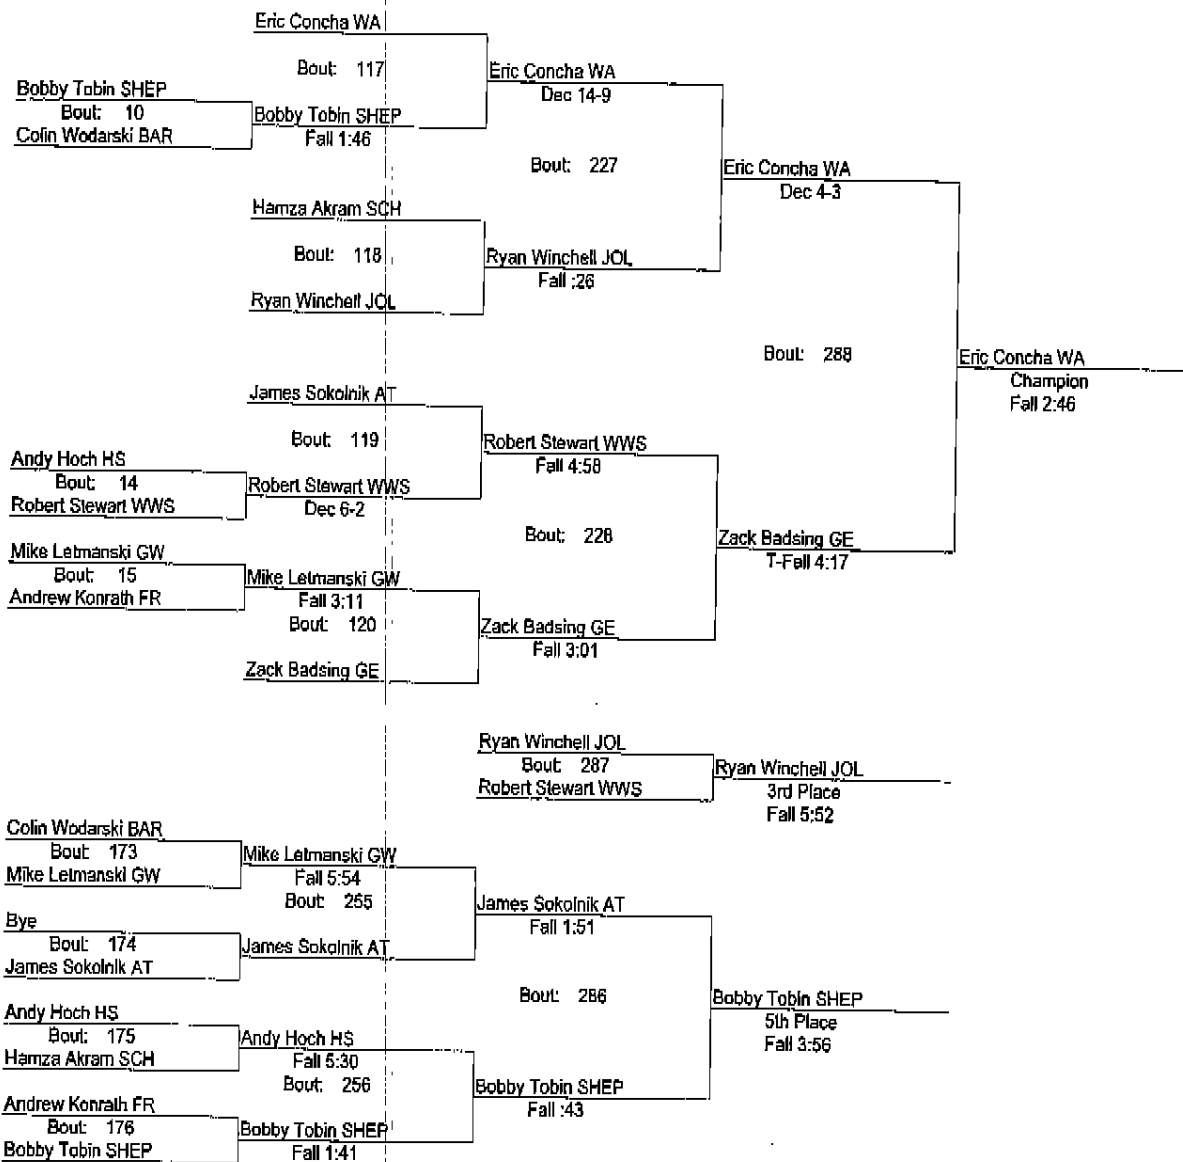 Eric Concha WA
Bout: 117
Eric Concha WA
Dec 14-9
Bobby Tobin SHEP
Bout: 10
Colin Wodarski BAR
Bobby Tobin SHEP
Fall 1:46
Bout: 227
Eric Concha WA
Dec 4-3
Hamza Akram SCH
Bout: 118
Ryan Winchell JOL
Fall :26
Ryan Winchell JOL
Bout: 288
Eric Concha WA
Champion
Fall 2:46
James Sokolnik AT
Bout: 119
Robert Stewart WWS
Fall 4:58
Andy Hoch HS
Bout: 14
Robert Stewart WWS
Robert Stewart WWS
Dec 6-2
Bout: 228
Zack Badsing GE
T-Fall 4:17
Mike Letmanski GW
Bout: 15
Andrew Konrath FR
Mike Letmanski GW
Fall 3:11
Bout: 120
Zack Badsing GE
Fall 3:01
Zack Badsing GE
Ryan Winchell JOL
Bout: 287
Robert Stewart WWS
Ryan Winchell JOL
3rd Place
Fall 5:52
Colin Wodarski BAR
Bout: 173
Mike Letmanski GW
Mike Letmanski GW
Fall 5:54
Bout: 255
James Sokolnik AT
Fall 1:51
Bye
Bout: 174
James Sokolnik AT
James Sokolnik AT
Bout: 286
Bobby Tobin SHEP
5th Place
Fall 3:56
Andy Hoch HS
Bout: 175
Hamza Akram SCH
Andy Hoch HS
Fall 5:30
Bout: 256
Bobby Tobin SHEP
Fall :43
Andrew Konrath FR
Bout: 176
Bobby Tobin SHEP
Bobby Tobin SHEP
Fall 1:41